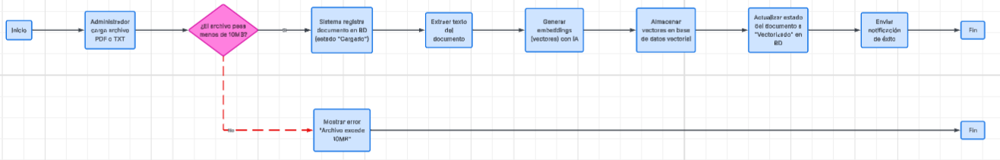 Inicio
Administrador
carga archivo
PDF o TXT
¿El archivo pesa
menos de 10MB?
Si
Sistema registra
documento en BD
(estado "Cargado")
Extraer texto
del
documento
Generar
embeddings
(vectores) con IA
Almacenar
vectores en base
de datos vectorial
Actualizar estado
del documento a
"Vectorizado" en
BD
Enviar
notificación
de éxito
Fin
No
Mostrar error
"Archivo excede
10MB"
Fin